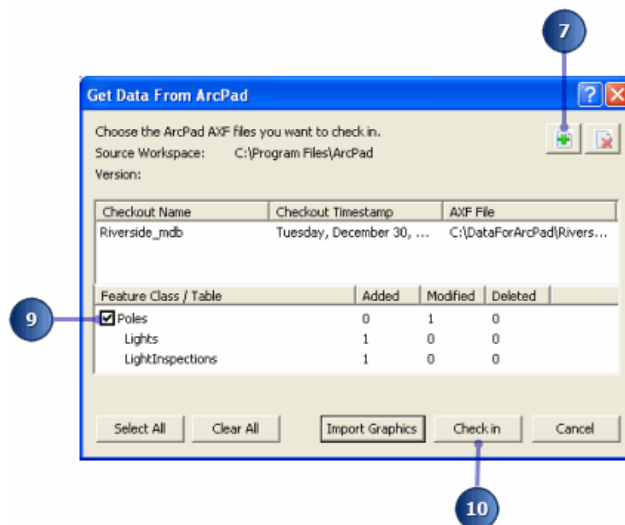 7
Get Data From ArcPad
Choose the ArcPad AXF files you want to check in.
Source Workspace: C:\Program Files\ArcPad
Version:
Checkout Name Checkout Timestamp AXF File
Riverside_mdb Tuesday, December 30, ... C:\DataForArcPad\Rivers...
Feature Class / Table Added Modified Deleted
9 Poles 0 1 0
Lights 1 0 0
LightInspections 1 0 0
Select All Clear All Import Graphics Check in Cancel
10